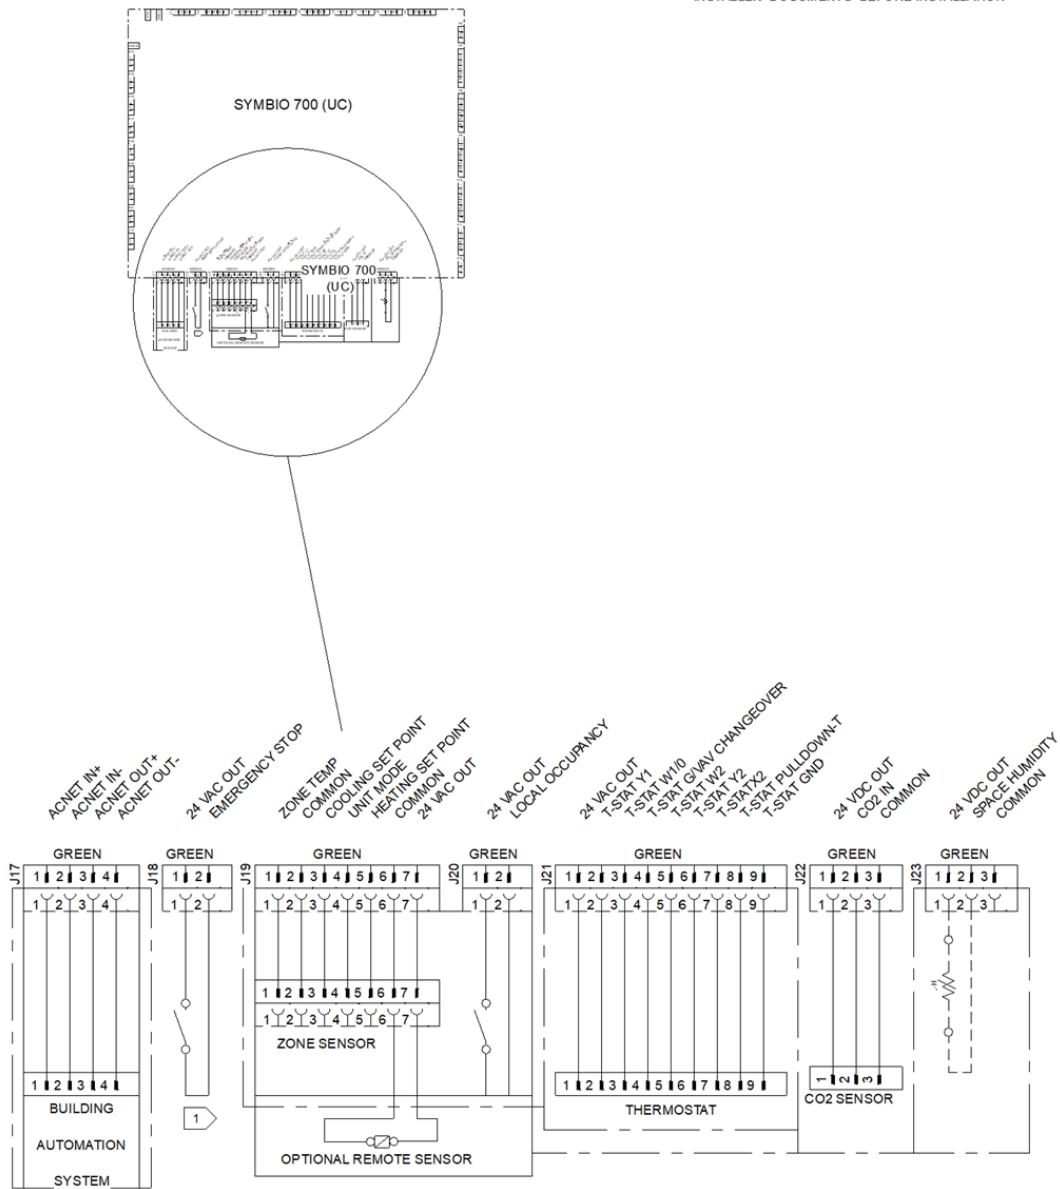 INSTALLER DOCUMENTS BEFORE INSTALLATION
SYMBIO 700 (UC)
SYMBIO 700
(UC)
ACNET IN+
ACNET IN-
ACNET OUT+
ACNET OUT-
24 VAC OUT
EMERGENCY STOP
ZONE TEMP
COMMON
COOLING SET POINT
UNIT MODE
HEATING SET POINT
COMMON
24 VAC OUT
24 VAC OUT
LOCAL OCCUPANCY
24 VAC OUT
T-STAT Y1
T-STAT W1/0
T-STAT G/VAV CHANGEOVER
T-STAT W2
T-STAT Y2
T-STATX2
T-STAT PULLDOWN-T
T-STAT GND
24 VDC OUT
CO2 IN
COMMON
24 VDC OUT
SPACE HUMIDITY
COMMON
J17 GREEN
1 2 3 4
1 2 3 4
J18 GREEN
1 2
1 2
J19 GREEN
1 2 3 4 5 6 7
1 2 3 4 5 6 7
J20 GREEN
1 2
1 2
J21 GREEN
1 2 3 4 5 6 7 8 9
1 2 3 4 5 6 7 8 9
J22 GREEN
1 2 3
1 2 3
J23 GREEN
1 2 3
1 2 3
1 2 3 4 5 6 7
1 2 3 4 5 6 7
ZONE SENSOR
H
1 2 3 4
BUILDING
AUTOMATION
SYSTEM
1
OPTIONAL REMOTE SENSOR
1 2 3 4 5 6 7 8 9
THERMOSTAT
1 2 3
CO2 SENSOR